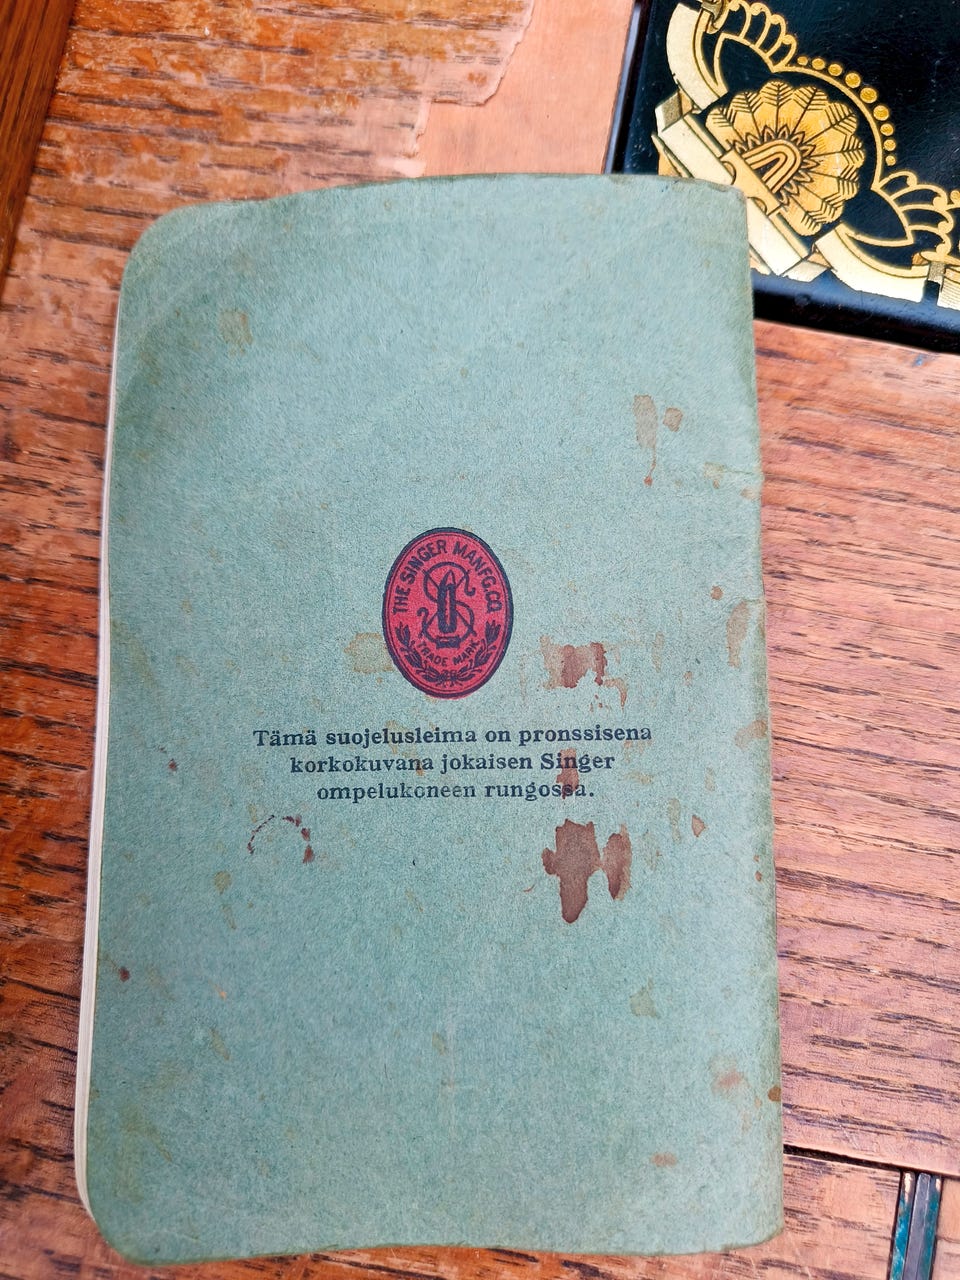 THE SINGER MANFG. CO.
TRADE MARK
Tämä suojelusleima on pronssisena
korkokuvana jokaisen Singer
ompelukoneen rungossa.